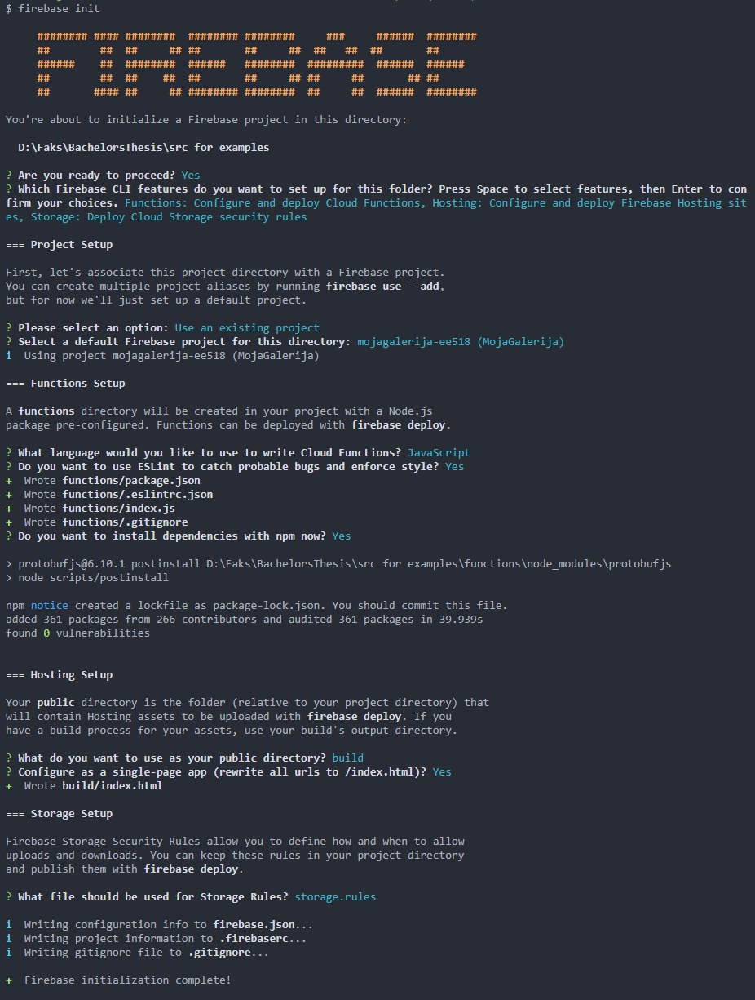 $ firebase init
######## #### ########  ######## ########     ###     ######  ########
##        ##  ##     ## ##       ##     ##  ##   ##  ##       ##
######    ##  ########  ######   ########  #########  ######  ######
##        ##  ##    ##  ##       ##     ## ##     ##       ## ##
##       #### ##     ## ######## ########  ##     ##  ######  ########
You're about to initialize a Firebase project in this directory:
D:\Faks\BachelorsThesis\src for examples
? Are you ready to proceed? Yes
? Which Firebase CLI features do you want to set up for this folder? Press Space to select features, then Enter to con
firm your choices. Functions: Configure and deploy Cloud Functions, Hosting: Configure and deploy Firebase Hosting sit
es, Storage: Deploy Cloud Storage security rules
=== Project Setup
First, let's associate this project directory with a Firebase project.
You can create multiple project aliases by running firebase use --add,
but for now we'll just set up a default project.
? Please select an option: Use an existing project
? Select a default Firebase project for this directory: mojagalerija-ee518 (MojaGalerija)
i  Using project mojagalerija-ee518 (MojaGalerija)
=== Functions Setup
A functions directory will be created in your project with a Node.js
package pre-configured. Functions can be deployed with firebase deploy.
? What language would you like to use to write Cloud Functions? JavaScript
? Do you want to use ESLint to catch probable bugs and enforce style? Yes
+  Wrote functions/package.json
+  Wrote functions/.eslintrc.json
+  Wrote functions/index.js
+  Wrote functions/.gitignore
? Do you want to install dependencies with npm now? Yes
> protobufjs@6.10.1 postinstall D:\Faks\BachelorsThesis\src for examples\functions\node_modules\protobufjs
> node scripts/postinstall
npm notice created a lockfile as package-lock.json. You should commit this file.
added 361 packages from 266 contributors and audited 361 packages in 39.939s
found 0 vulnerabilities
=== Hosting Setup
Your public directory is the folder (relative to your project directory) that
will contain Hosting assets to be uploaded with firebase deploy. If you
have a build process for your assets, use your build's output directory.
? What do you want to use as your public directory? build
? Configure as a single-page app (rewrite all urls to /index.html)? Yes
+  Wrote build/index.html
=== Storage Setup
Firebase Storage Security Rules allow you to define how and when to allow
uploads and downloads. You can keep these rules in your project directory
and publish them with firebase deploy.
? What file should be used for Storage Rules? storage.rules
i  Writing configuration info to firebase.json...
i  Writing project information to .firebaserc...
i  Writing gitignore file to .gitignore...
+  Firebase initialization complete!